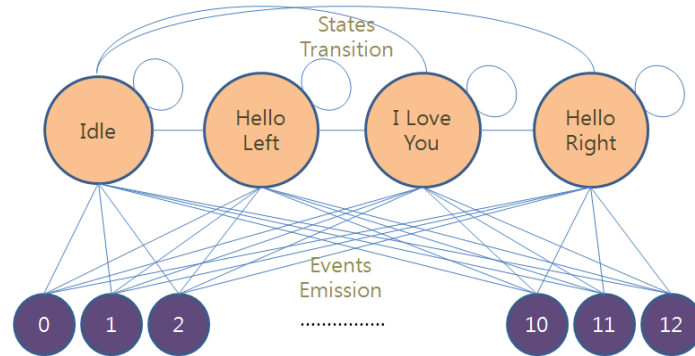 States
Transition
Idle
Hello
Left
I Love
You
Hello
Right
Events
Emission
0
1
2
................
10
11
12